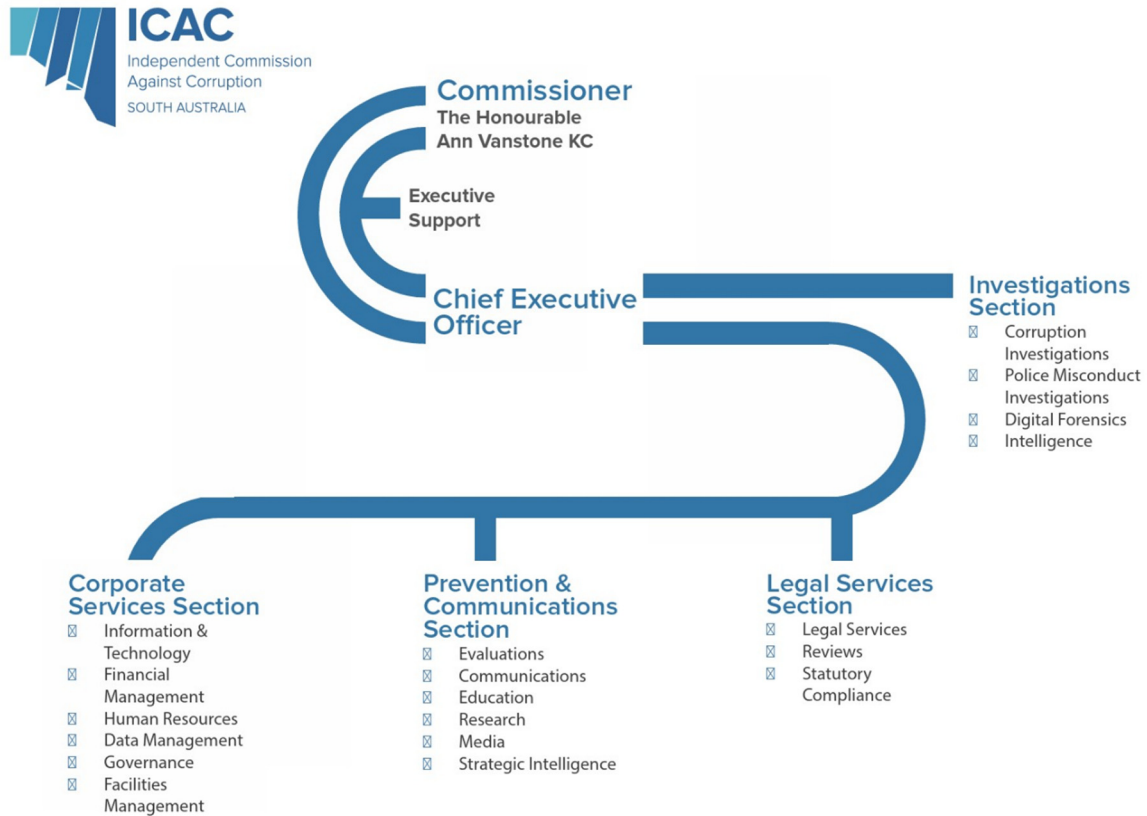 ICAC
Independent Commission
Against Corruption
SOUTH AUSTRALIA
Commissioner
The Honourable
Ann Vanstone KC
Executive
Support
Chief Executive
Officer
Investigations
Section
Corruption
Investigations
Police Misconduct
Investigations
Digital Forensics
Intelligence
Corporate
Services Section
Information &
Technology
Financial
Management
Human Resources
Data Management
Governance
Facilities
Management
Prevention &
Communications
Section
Evaluations
Communications
Education
Research
Media
Strategic Intelligence
Legal Services
Section
Legal Services
Reviews
Statutory
Compliance